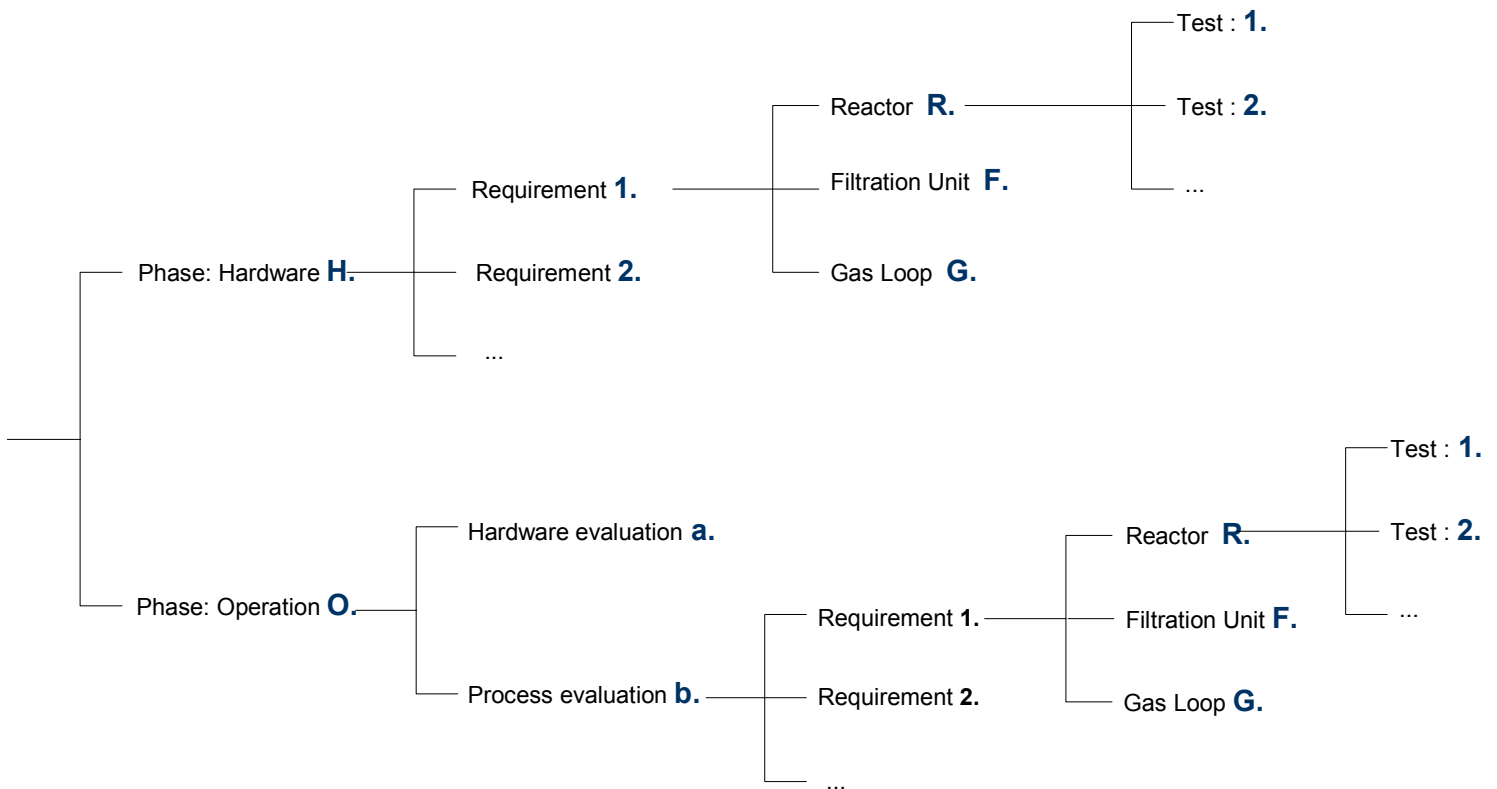 Test : 1.
Reactor R.
Test : 2.
Requirement 1.
Filtration Unit F.
...
Phase: Hardware H.
Requirement 2.
Gas Loop G.
...
Test : 1.
Hardware evaluation a.
Reactor R.
Test : 2.
Phase: Operation O.
Requirement 1.
Filtration Unit F.
...
Process evaluation b.
Requirement 2.
Gas Loop G.
...